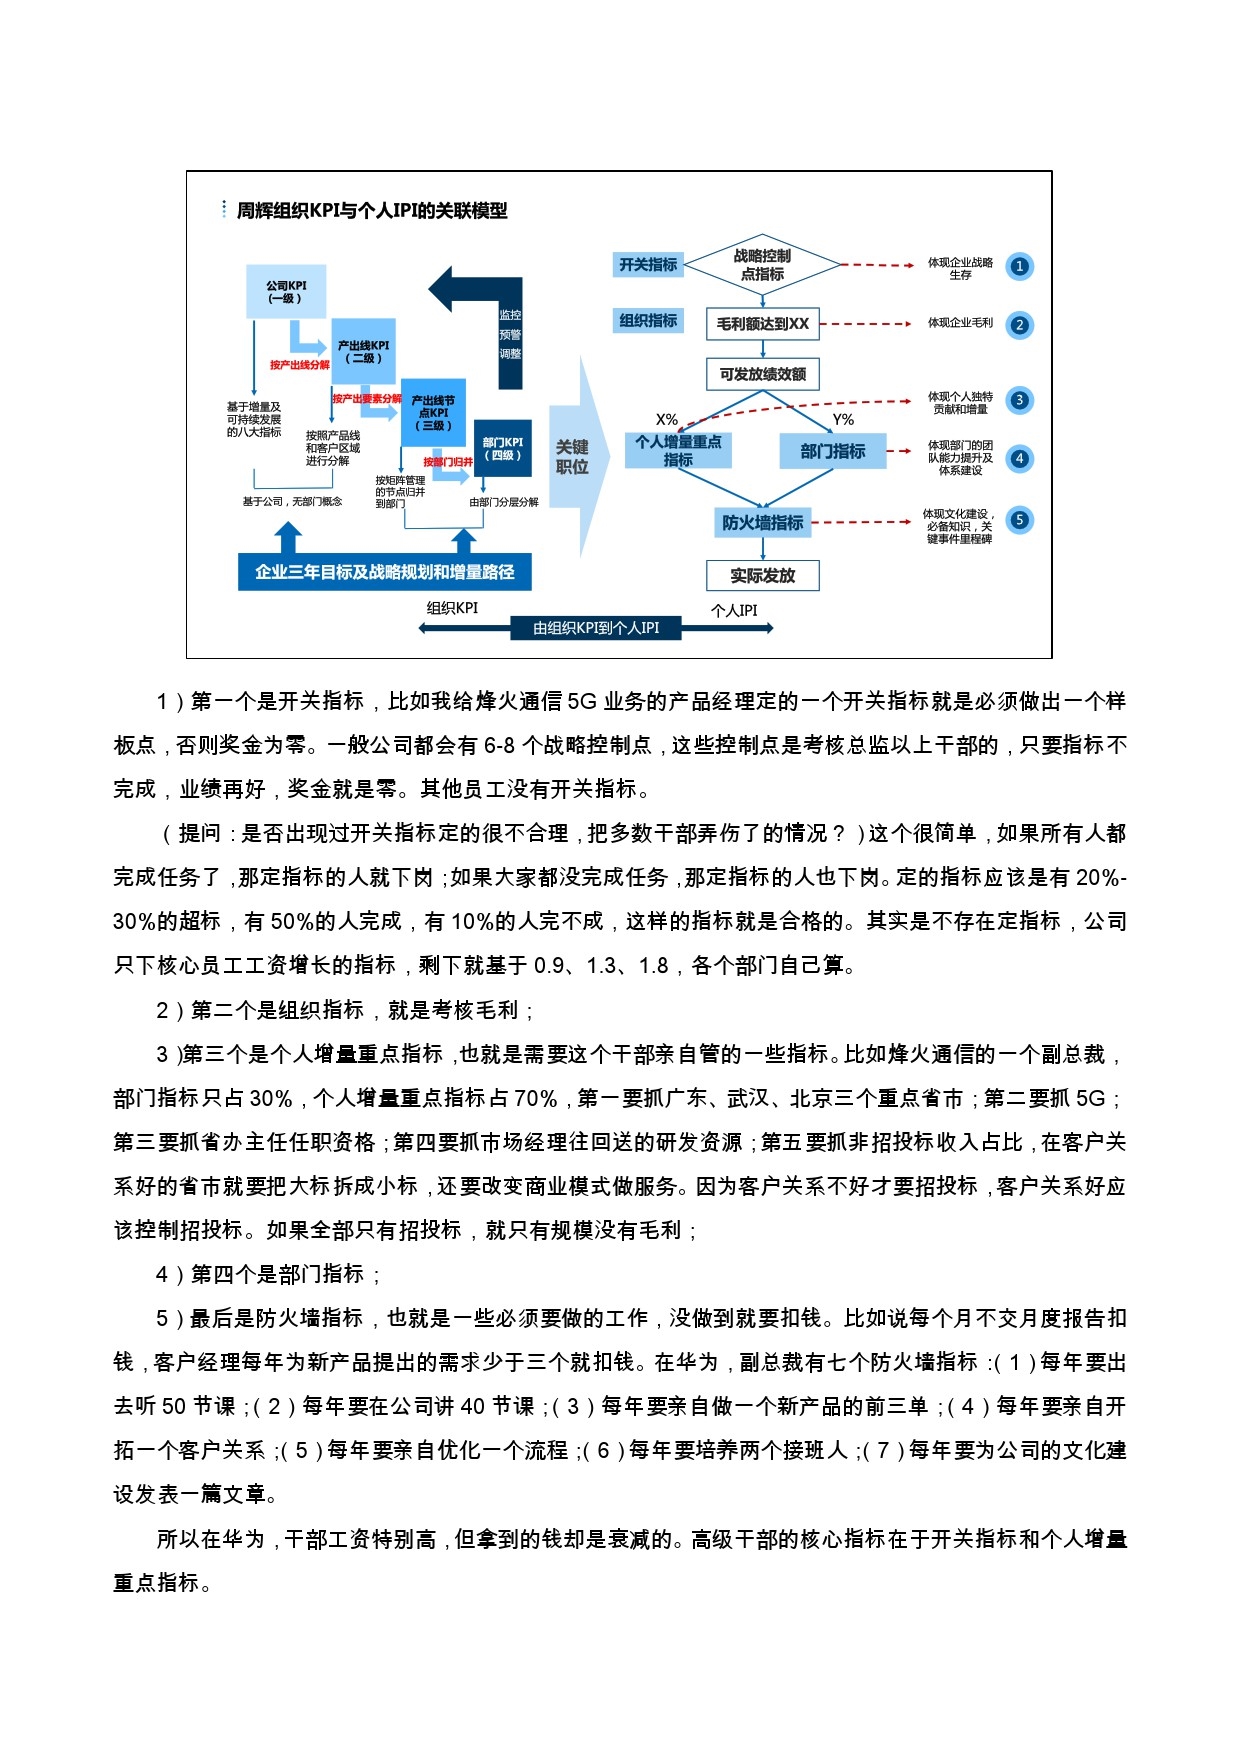 周辉组织KPI与个人IPI的关联模型
公司KPI
(一级）
产出线KPI
（二级）
产出线节
点KPI
（三级）
部门KPI
（四级）
按产出线分解
按产出要素分解
按部门归并
监控
预警
调整
基于增量及
可持续发展
的八大指标
按照产品线
和客户区域
进行分解
按矩阵管理
的节点归并
到部门
由部门分层分解
基于公司，无部门概念
企业三年目标及战略规划和增量路径
关键
职位
开关指标
战略控制
点指标
体现企业战略
生存
1
组织指标
毛利额达到XX
体现企业毛利
2
可发放绩效额
体现个人独特
贡献和增量
3
X%
Y%
个人增量重点
指标
部门指标
体现部门的团
队能力提升及
体系建设
4
防火墙指标
体现文化建设，
必备知识，关
键事件里程碑
5
实际发放
组织KPI
个人IPI
由组织KPI到个人IPI
1）第一个是开关指标，比如我给烽火通信5G业务的产品经理定的一个开关指标就是必须做出一个样
板点，否则奖金为零。一般公司都会有6-8个战略控制点，这些控制点是考核总监以上干部的，只要指标不
完成，业绩再好，奖金就是零。其他员工没有开关指标。
（提问：是否出现过开关指标定的很不合理，把多数干部弄伤了的情况？）这个很简单，如果所有人都
完成任务了，那定指标的人就下岗；如果大家都没完成任务，那定指标的人也下岗。定的指标应该是有20%-
30%的超标，有50%的人完成，有10%的人完不成，这样的指标就是合格的。其实是不存在定指标，公司
只下核心员工工资增长的指标，剩下就基于0.9、1.3、1.8，各个部门自己算。
2）第二个是组织指标，就是考核毛利；
3）第三个是个人增量重点指标，也就是需要这个干部亲自管的一些指标。比如烽火通信的一个副总裁，
部门指标只占30%，个人增量重点指标占70%，第一要抓广东、武汉、北京三个重点省市；第二要抓5G；
第三要抓省办主任任职资格；第四要抓市场经理往回送的研发资源；第五要抓非招投标收入占比，在客户关
系好的省市就要把大标拆成小标，还要改变商业模式做服务。因为客户关系不好才要招投标，客户关系好应
该控制招投标。如果全部只有招投标，就只有规模没有毛利；
4）第四个是部门指标；
5）最后是防火墙指标，也就是一些必须要做的工作，没做到就要扣钱。比如说每个月不交月度报告扣
钱，客户经理每年为新产品提出的需求少于三个就扣钱。在华为，副总裁有七个防火墙指标：（1）每年要出
去听50节课；（2）每年要在公司讲40节课；（3）每年要亲自做一个新产品的前三单；（4）每年要亲自开
拓一个客户关系；（5）每年要亲自优化一个流程；（6）每年要培养两个接班人；（7）每年要为公司的文化建
设发表一篇文章。
所以在华为，干部工资特别高，但拿到的钱却是衰减的。高级干部的核心指标在于开关指标和个人增量
重点指标。